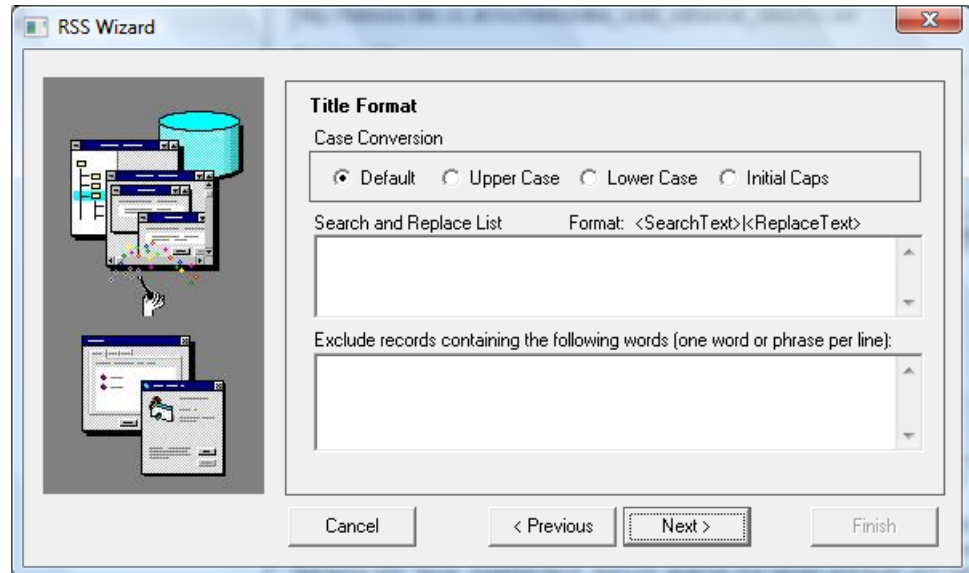 RSS Wizard
Title Format
Case Conversion
Default Upper Case Lower Case Initial Caps
Search and Replace List Format: <SearchText>|<ReplaceText>
Exclude records containing the following words (one word or phrase per line):
Cancel < Previous Next > Finish